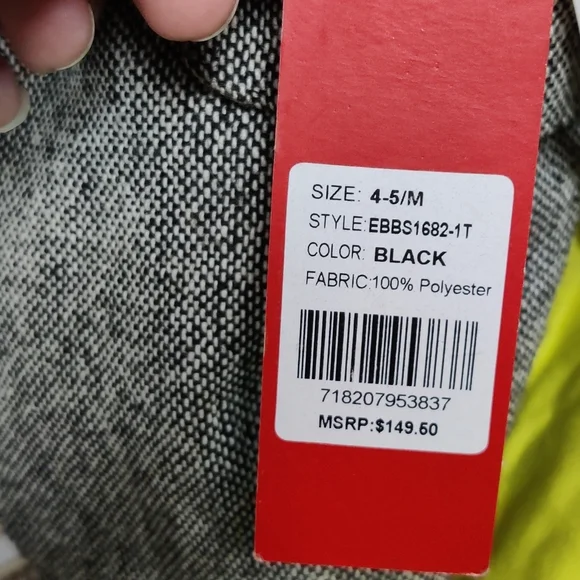 SIZE: 4-5/M
STYLE:EBBS1682-1T
COLOR: BLACK
FABRIC:100% Polyester
718207953837
MSRP:$149.50